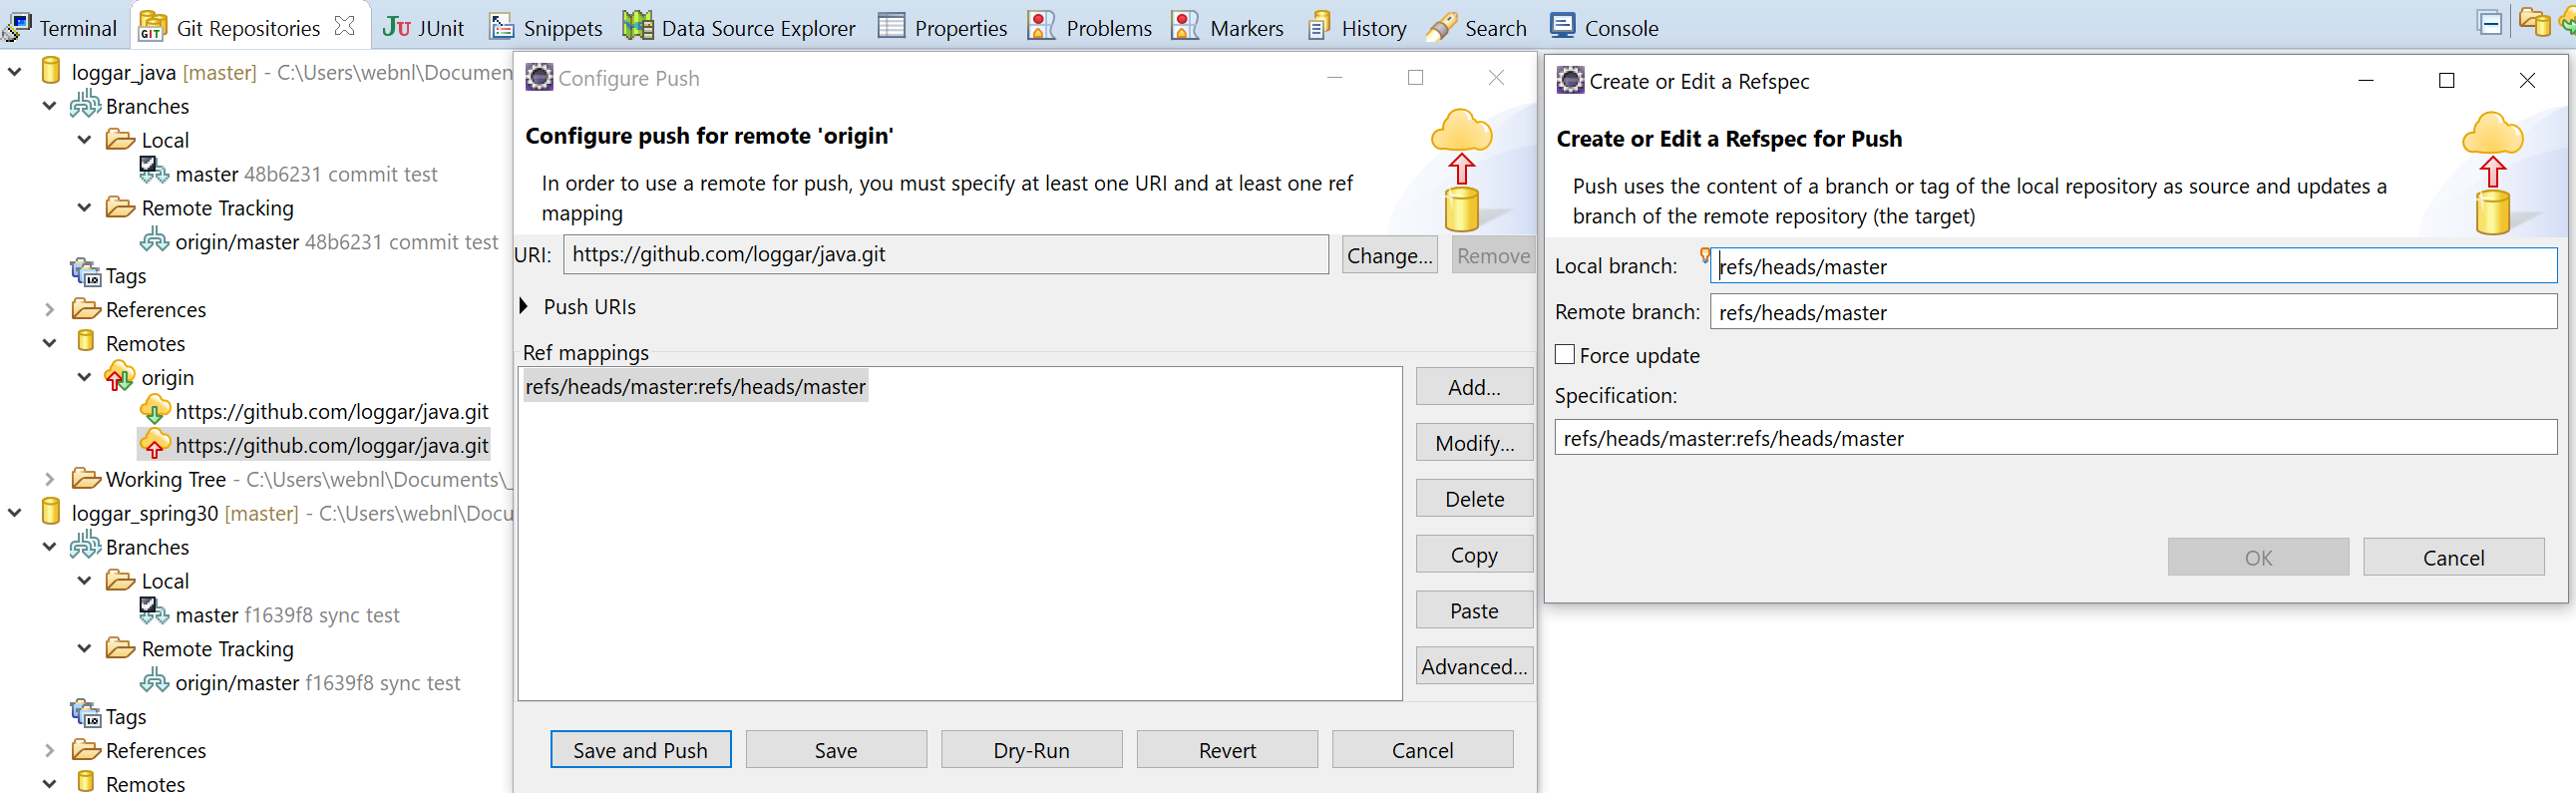 Terminal
Git Repositories
JUnit
Snippets
Data Source Explorer
Properties
Problems
Markers
History
Search
Console
loggar_java [master] - C:\Users\webnl\Documen
Branches
Local
master 48b6231 commit test
Remote Tracking
origin/master 48b6231 commit test
Tags
References
Remotes
origin
https://github.com/loggar/java.git
https://github.com/loggar/java.git
Working Tree - C:\Users\webnl\Documents\_
loggar_spring30 [master] - C:\Users\webnl\Docu
Branches
Local
master f1639f8 sync test
Remote Tracking
origin/master f1639f8 sync test
Tags
References
Remotes
Configure Push
Configure push for remote 'origin'
In order to use a remote for push, you must specify at least one URI and at least one ref
mapping
URI: https://github.com/loggar/java.git Change... Remove
Push URIs
Ref mappings
refs/heads/master:refs/heads/master
Add...
Modify...
Delete
Copy
Paste
Advanced...
Save and Push
Save
Dry-Run
Revert
Cancel
Create or Edit a Refspec
Create or Edit a Refspec for Push
Push uses the content of a branch or tag of the local repository as source and updates a
branch of the remote repository (the target)
Local branch: refs/heads/master
Remote branch: refs/heads/master
Force update
Specification:
refs/heads/master:refs/heads/master
OK
Cancel